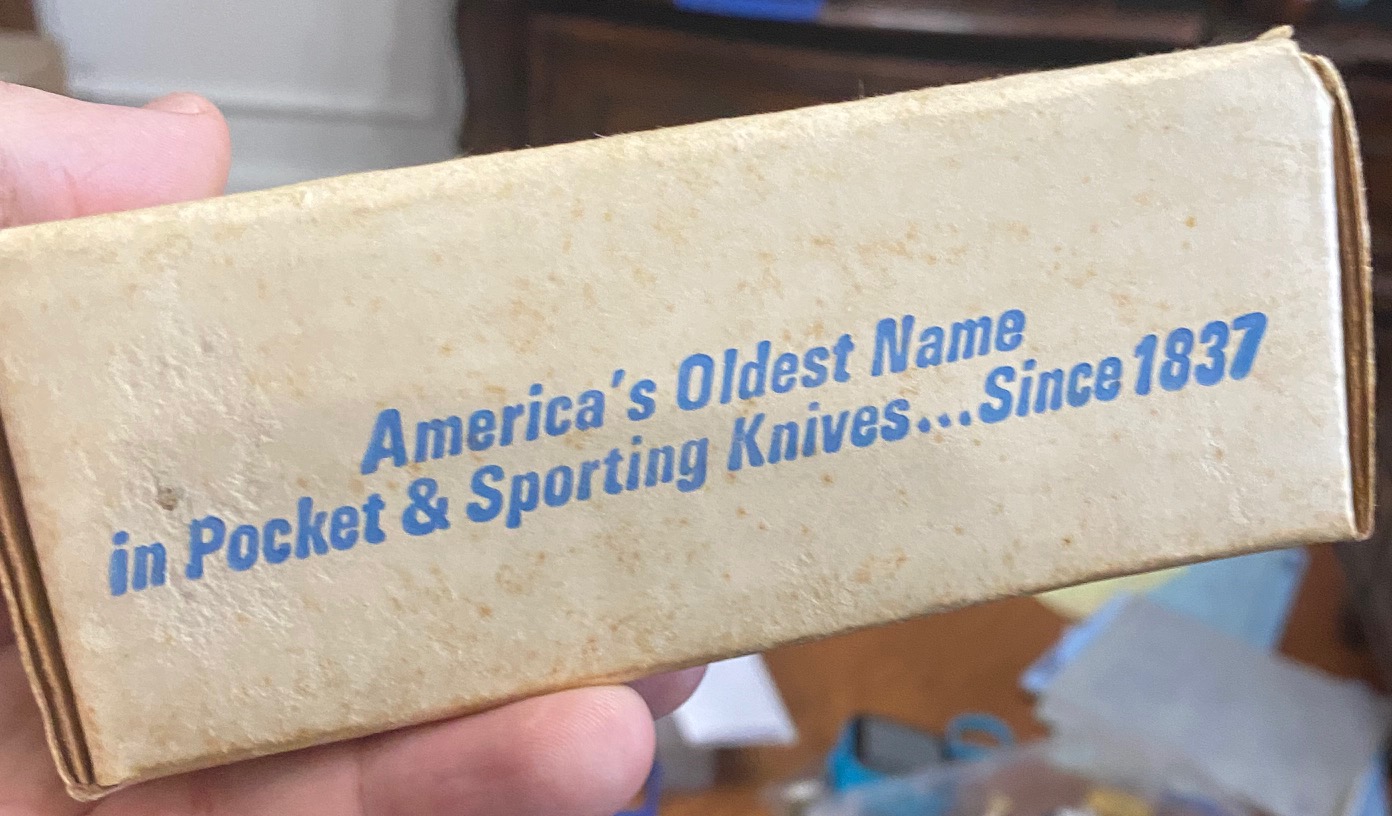 America's Oldest Name
in Pocket & Sporting Knives...Since 1837